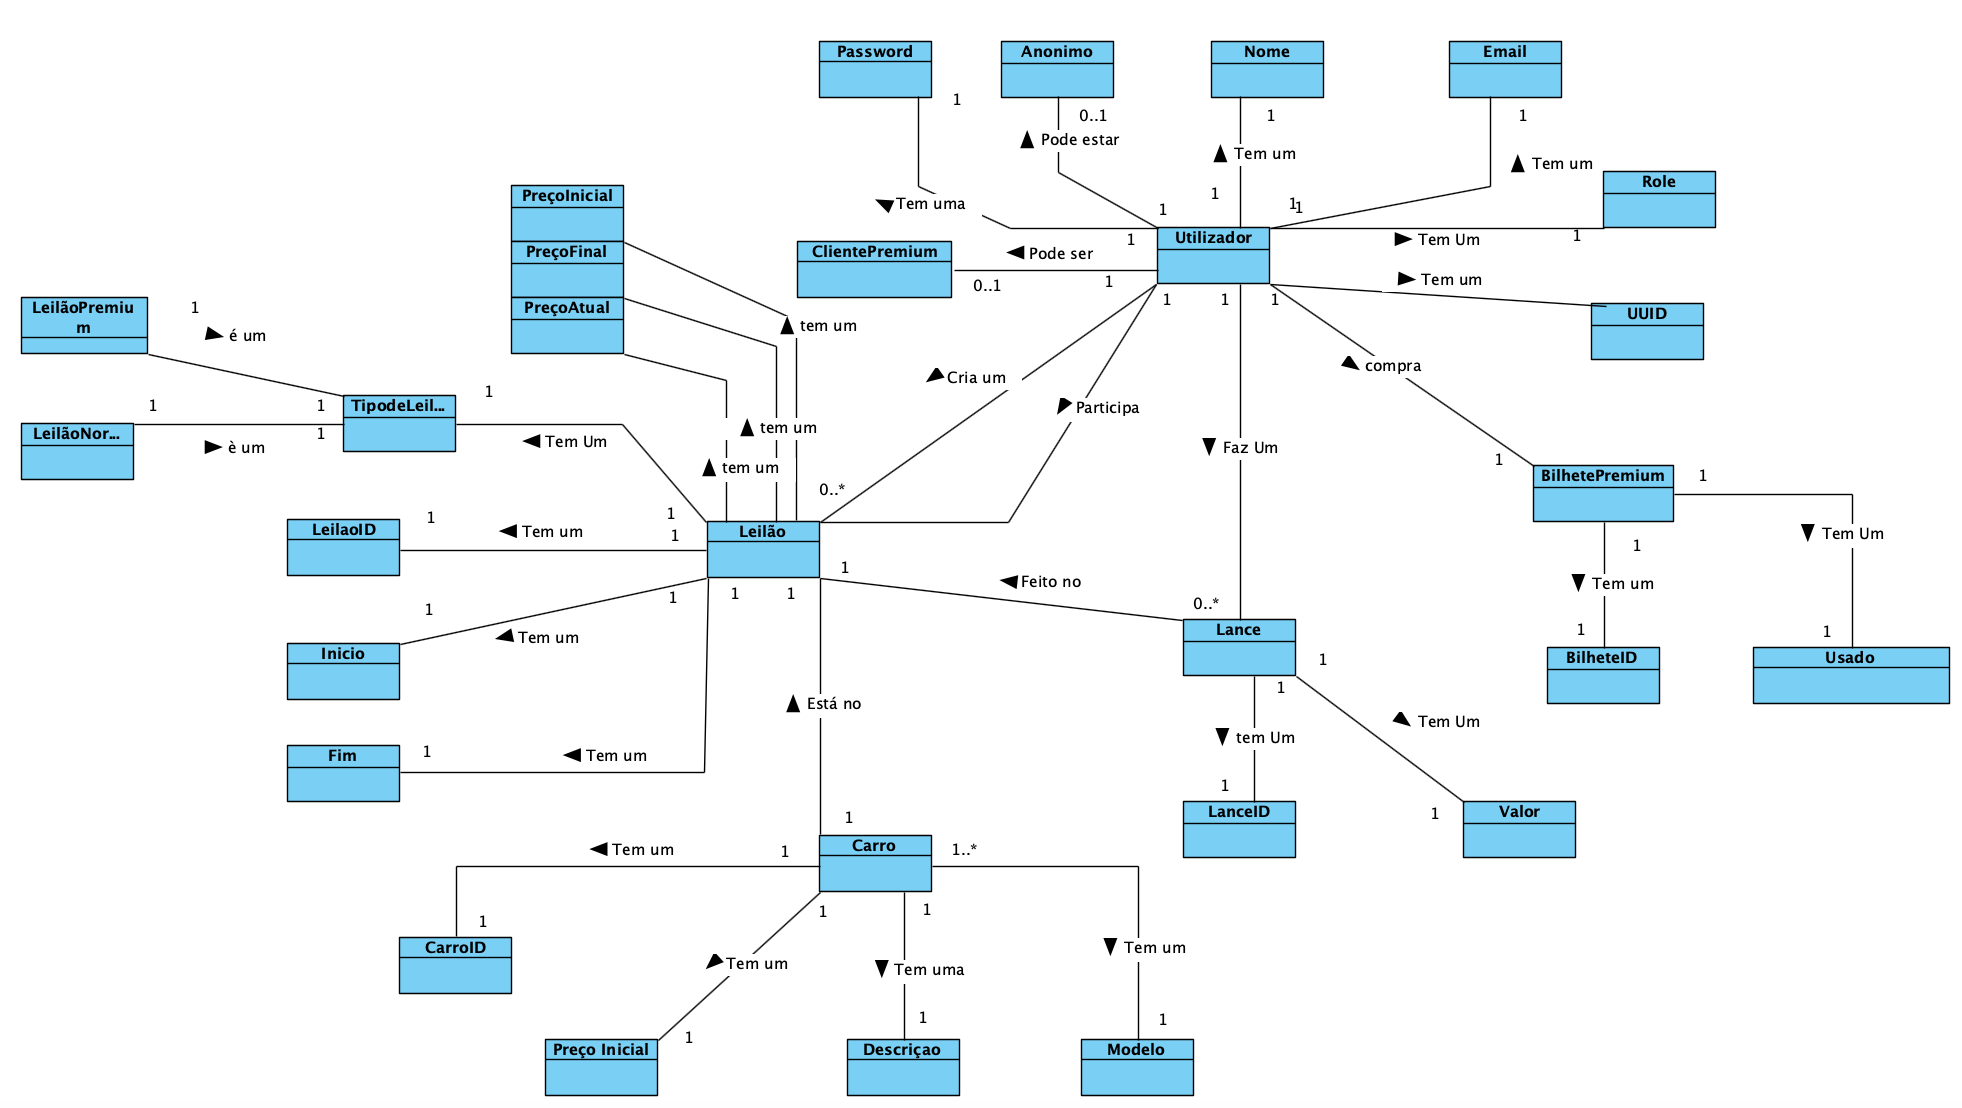 Password
Anonimo
Nome
Email
1
0..1
1
1
Pode estar
Tem um
Tem um
Role
PreçoInicial
Tem uma
1
1
1
1
1
Tem Um
1
Utilizador
PreçoFinal
ClientePremium
Pode ser
0..1
1
Tem um
LeilãoPremiu
m
1
PreçoAtual
1
1
1
UUID
é um
tem um
compra
Cria um
1
TipodeLeil...
1
1
Participa
LeilãoNor...
1
è um
Tem Um
tem um
tem um
Faz Um
1
BilhetePremium
1
0..*
LeilaoID
1
Tem um
1
1
Leilão
Tem Um
1
1
Feito no
Tem um
Inicio
1
Tem um
1
1
1
0..*
Lance
1
BilheteID
1
Usado
1
1
Está no
Tem Um
Fim
1
Tem um
tem Um
1
LanceID
1
Valor
1
Carro
1..*
Tem um
1
1
1
1
CarroID
Tem um
Tem uma
Tem um
1
1
1
Preço Inicial
Descriçao
Modelo